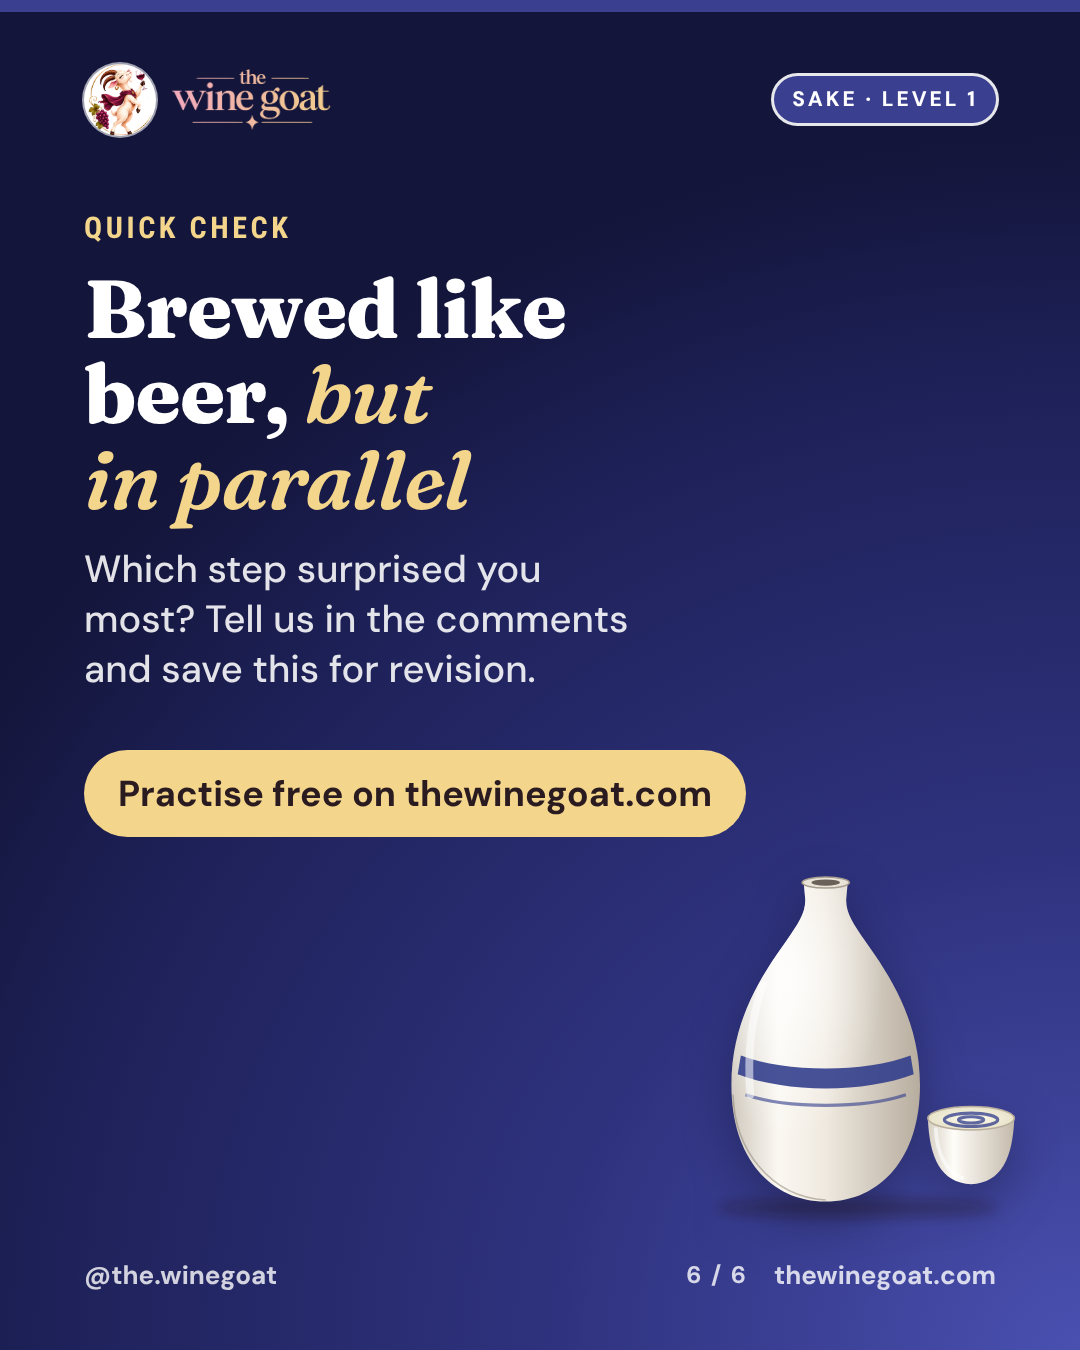 the
wine goat
SAKE · LEVEL 1
QUICK CHECK
Brewed like
beer, but
in parallel
Which step surprised you
most? Tell us in the comments
and save this for revision.
Practise free on thewinegoat.com
@the.winegoat
6 / 6
thewinegoat.com